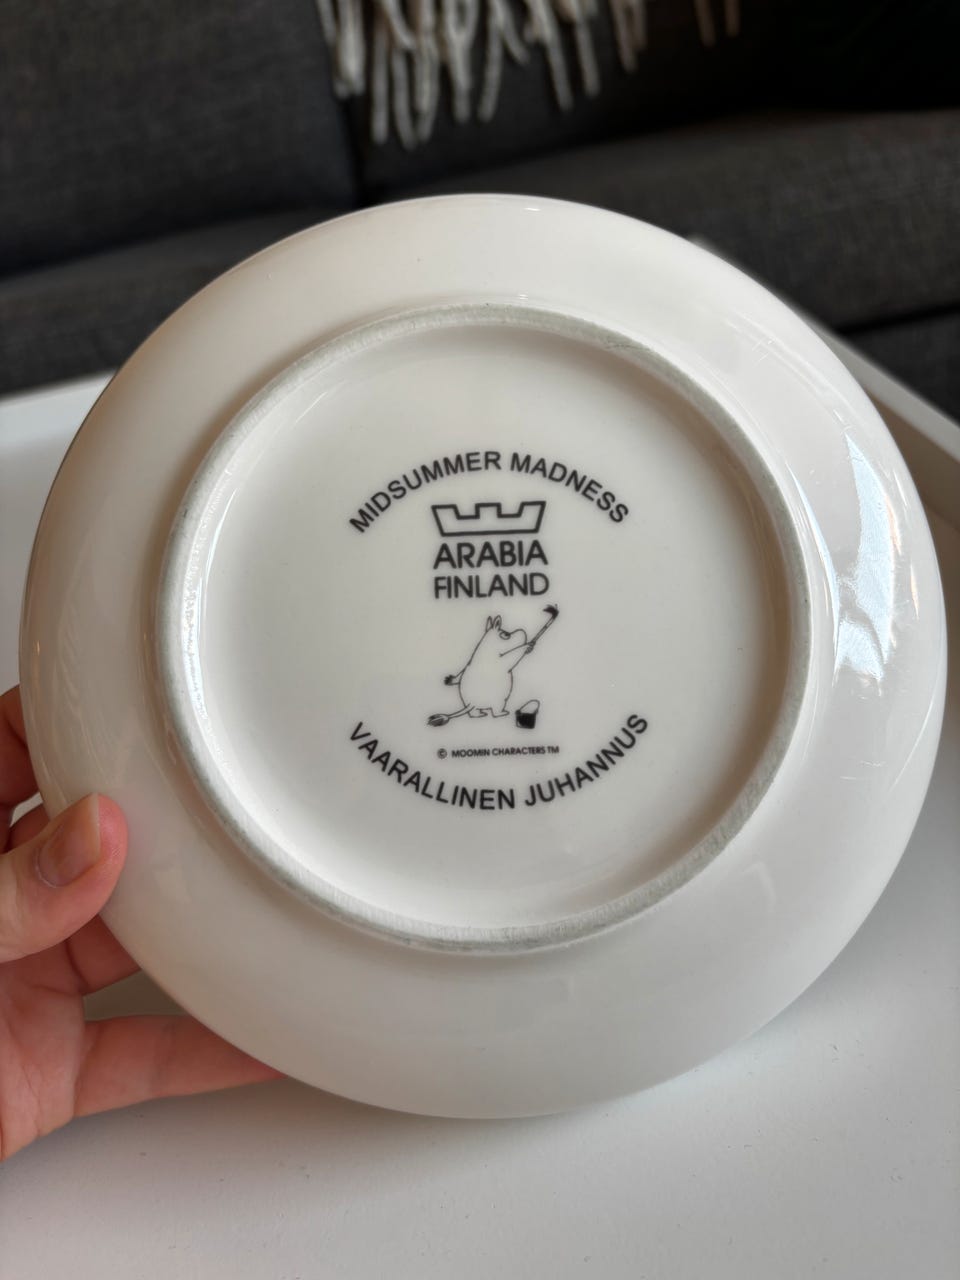 MIDSUMMER MADNESS
ARABIA
FINLAND
© MOOMIN CHARACTERS TM
VAARALLINEN JUHANNUS